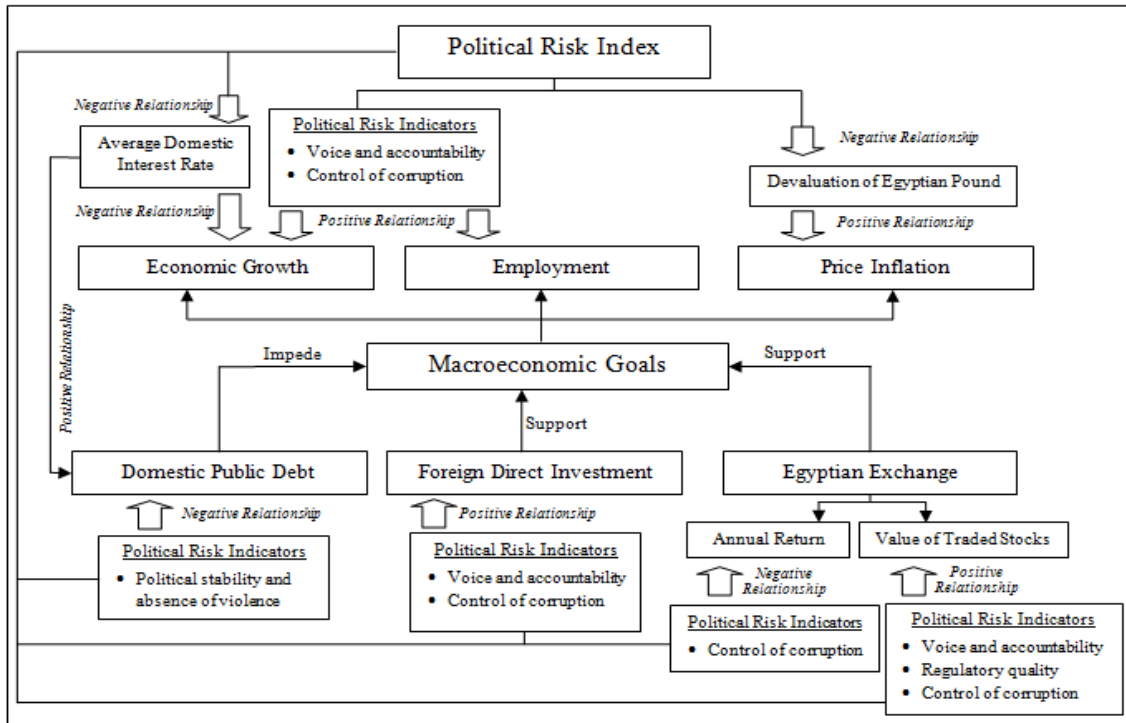 Political Risk Index
Negative Relationship
Political Risk Indicators
• Voice and accountability
• Control of corruption
Negative Relationship
Average Domestic
Interest Rate
Devaluation of Egyptian Pound
Negative Relationship
Positive Relationship
Positive Relationship
Economic Growth
Employment
Price Inflation
Positive Relationship
Impede
Macroeconomic Goals
Support
Support
Domestic Public Debt
Foreign Direct Investment
Egyptian Exchange
Negative Relationship
Positive Relationship
Annual Return
Value of Traded Stocks
Political Risk Indicators
• Political stability and
absence of violence
Political Risk Indicators
• Voice and accountability
• Control of corruption
Negative
Relationship
Positive
Relationship
Political Risk Indicators
• Control of corruption
Political Risk Indicators
• Voice and accountability
• Regulatory quality
• Control of corruption